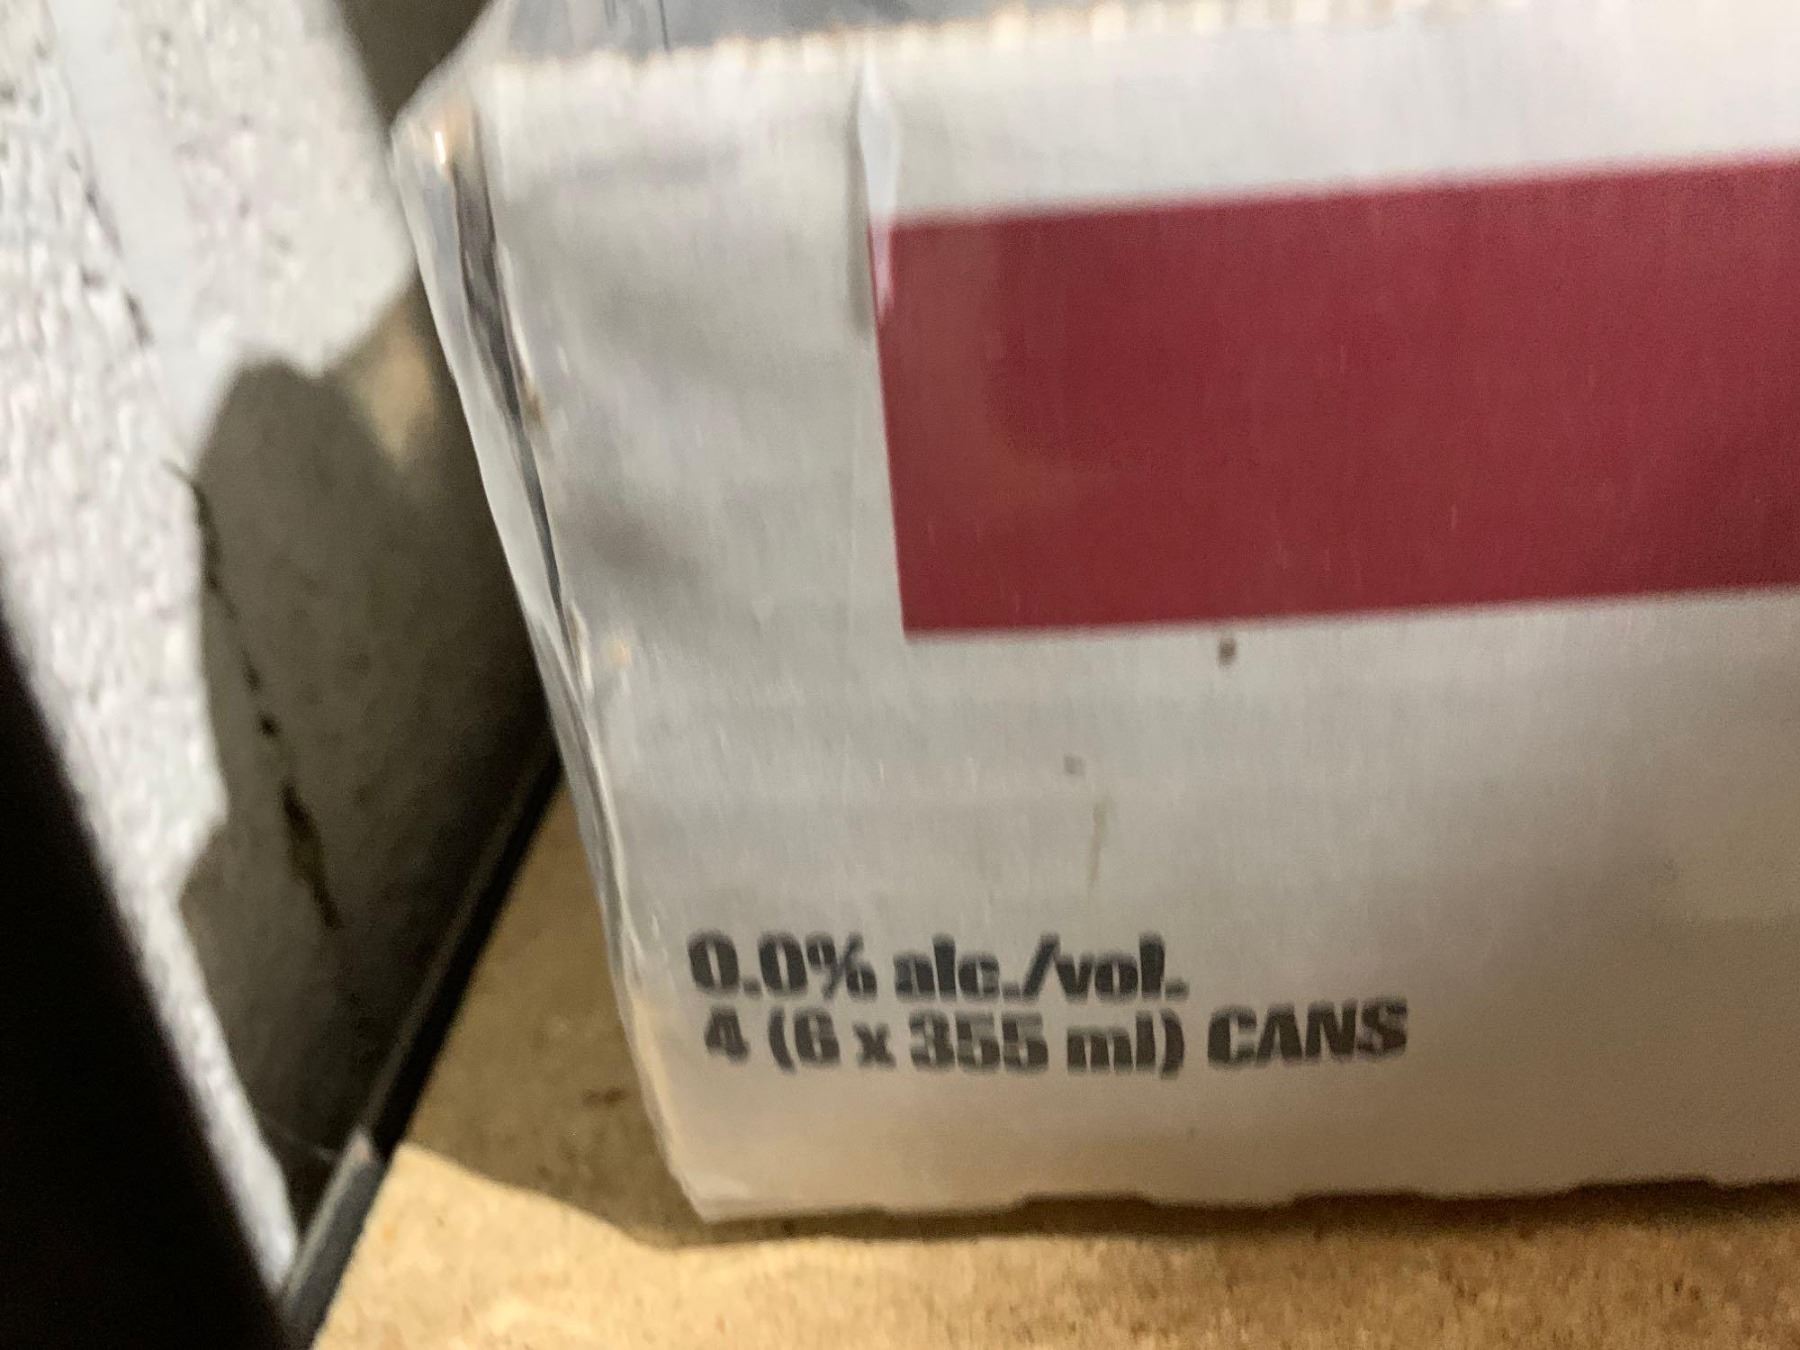 0.0% alc./vol.
4 (6 x 355 ml) CANS